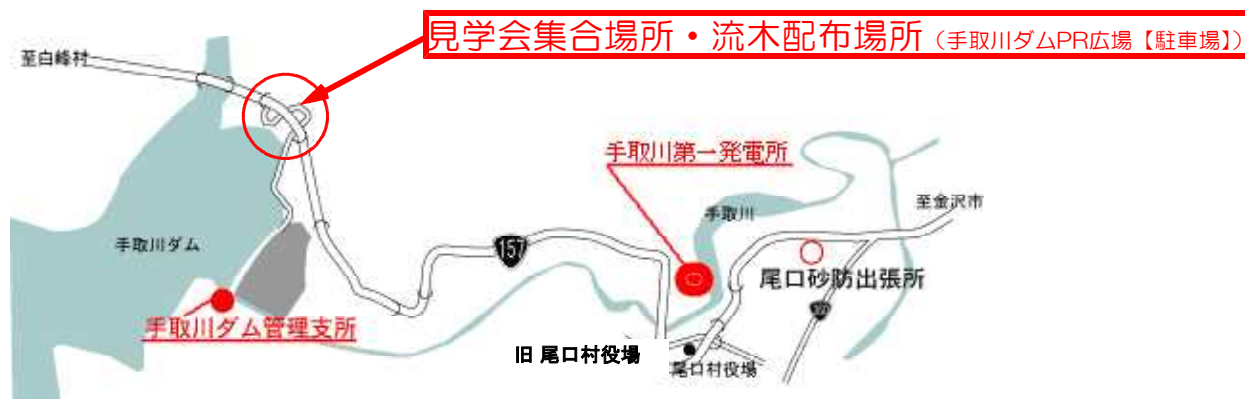 見学会集合場所・流木配布場所（手取川ダムPR広場【駐車場】）
至白峰村
手取川第一発電所
至金沢市
手取川
手取川ダム
157
尾口砂防出張所
手取川ダム管理支所
旧 尾口村役場
尾口村役場